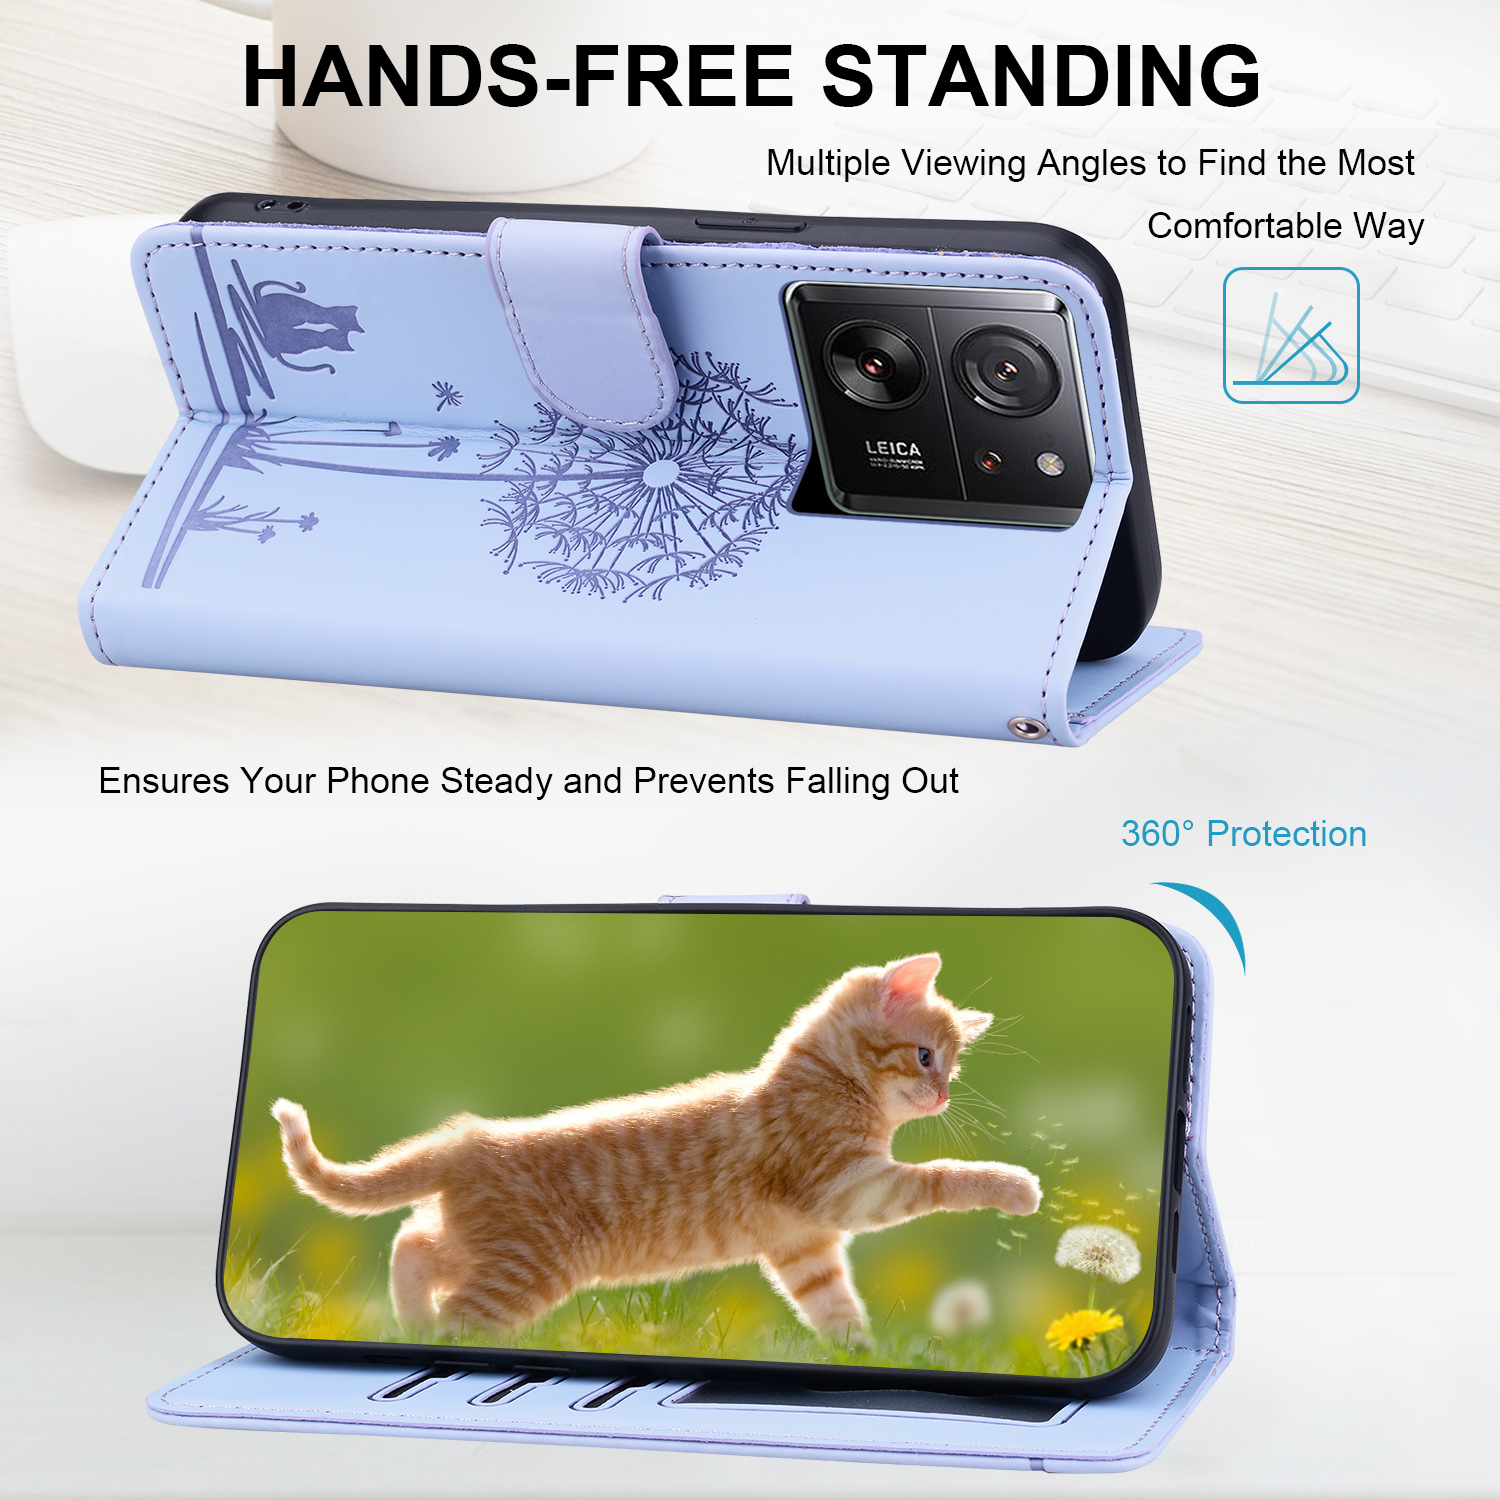 HANDS-FREE STANDING
Multiple Viewing Angles to Find the Most
Comfortable Way
LEICA
Ensures Your Phone Steady and Prevents Falling Out
360° Protection